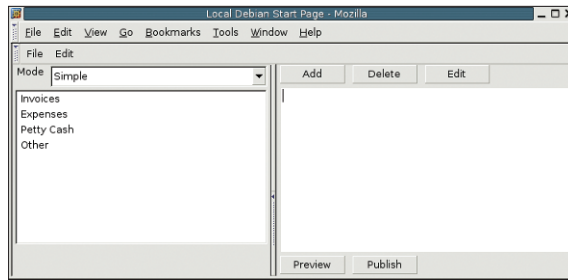 Local Debian Start Page - Mozilla
File Edit View Go Bookmarks Tools Window Help
File Edit
Mode Simple
Add Delete Edit
Invoices
Expenses
Petty Cash
Other
Preview Publish